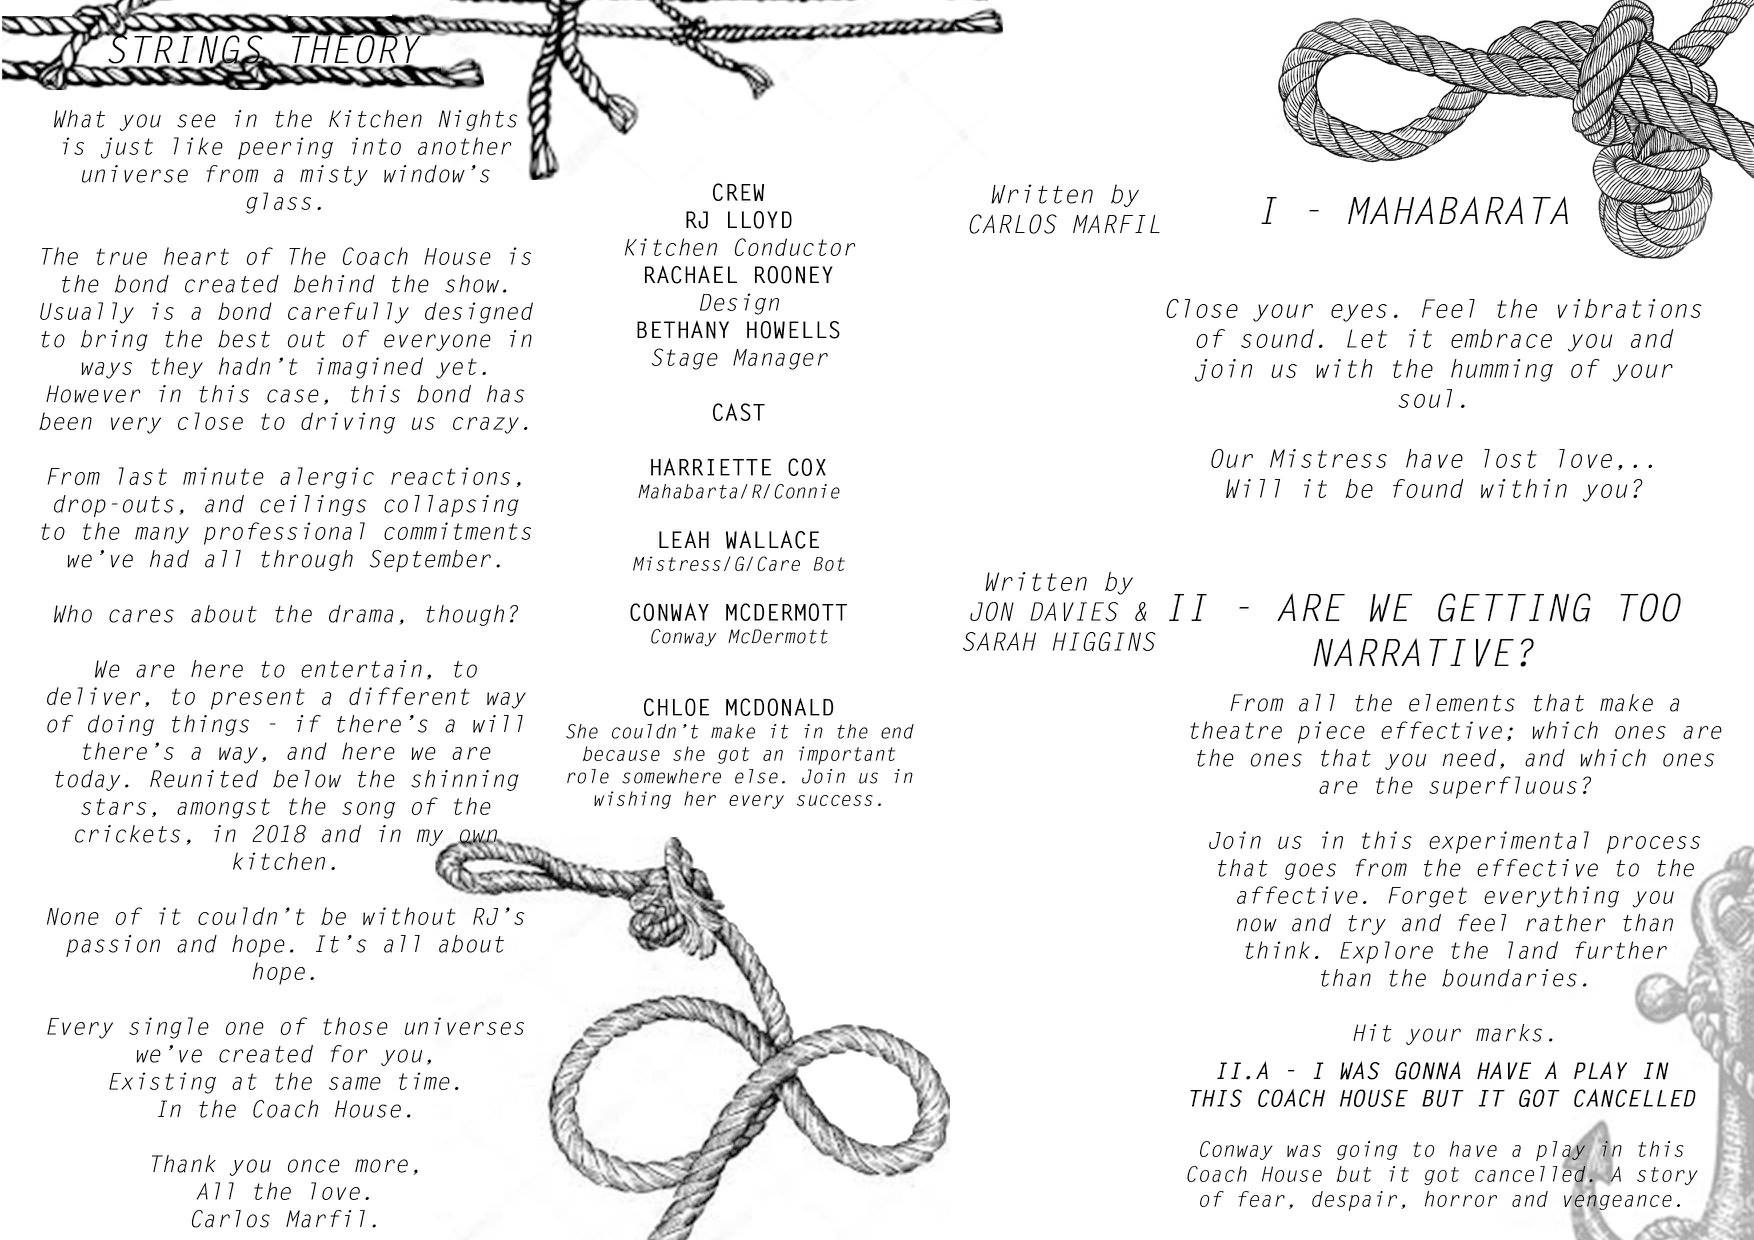 STRINGS THEORY
What you see in the Kitchen Nights
is just like peering into another
universe from a misty window's
glass.
The true heart of The Coach House is
the bond created behind the show.
Usually is a bond carefully designed
to bring the best out of everyone in
ways they hadn't imagined yet.
However in this case, this bond has
been very close to driving us crazy.
From last minute alergic reactions,
drop-outs, and ceilings collapsing
to the many professional commitments
we've had all through September.
Who cares about the drama, though?
We are here to entertain, to
deliver, to present a different way
of doing things - if there's a will
there's a way, and here we are
today. Reunited below the shinning
stars, amongst the song of the
crickets, in 2018 and in my own
kitchen.
None of it couldn't be without RJ's
passion and hope. It's all about
hope.
Every single one of those universes
we've created for you,
Existing at the same time.
In the Coach House.
Thank you once more,
All the love.
Carlos Marfil.
CREW
RJ LLOYD
Kitchen Conductor
RACHAEL ROONEY
Design
BETHANY HOWELLS
Stage Manager
CAST
HARRIETTE COX
Mahabarta/R/Connie
LEAH WALLACE
Mistress/G/Care Bot
CONWAY MCDERMOTT
Conway McDermott
CHLOE MCDONALD
She couldn't make it in the end
because she got an important
role somewhere else. Join us in
wishing her every success.
Written by
CARLOS MARFIL
I - MAHABARATA
Close your eyes. Feel the vibrations
of sound. Let it embrace you and
join us with the humming of your
soul.
Our Mistress have lost love,..
Will it be found within you?
Written by
JON DAVIES &
SARAH HIGGINS
II - ARE WE GETTING TOO
NARRATIVE?
From all the elements that make a
theatre piece effective; which ones are
the ones that you need, and which ones
are the superfluous?
Join us in this experimental process
that goes from the effective to the
affective. Forget everything you
now and try and feel rather than
think. Explore the land further
than the boundaries.
Hit your marks.
II.A - I WAS GONNA HAVE A PLAY IN
THIS COACH HOUSE BUT IT GOT CANCELLED
Conway was going to have a play in this
Coach House but it got cancelled. A story
of fear, despair, horror and vengeance.